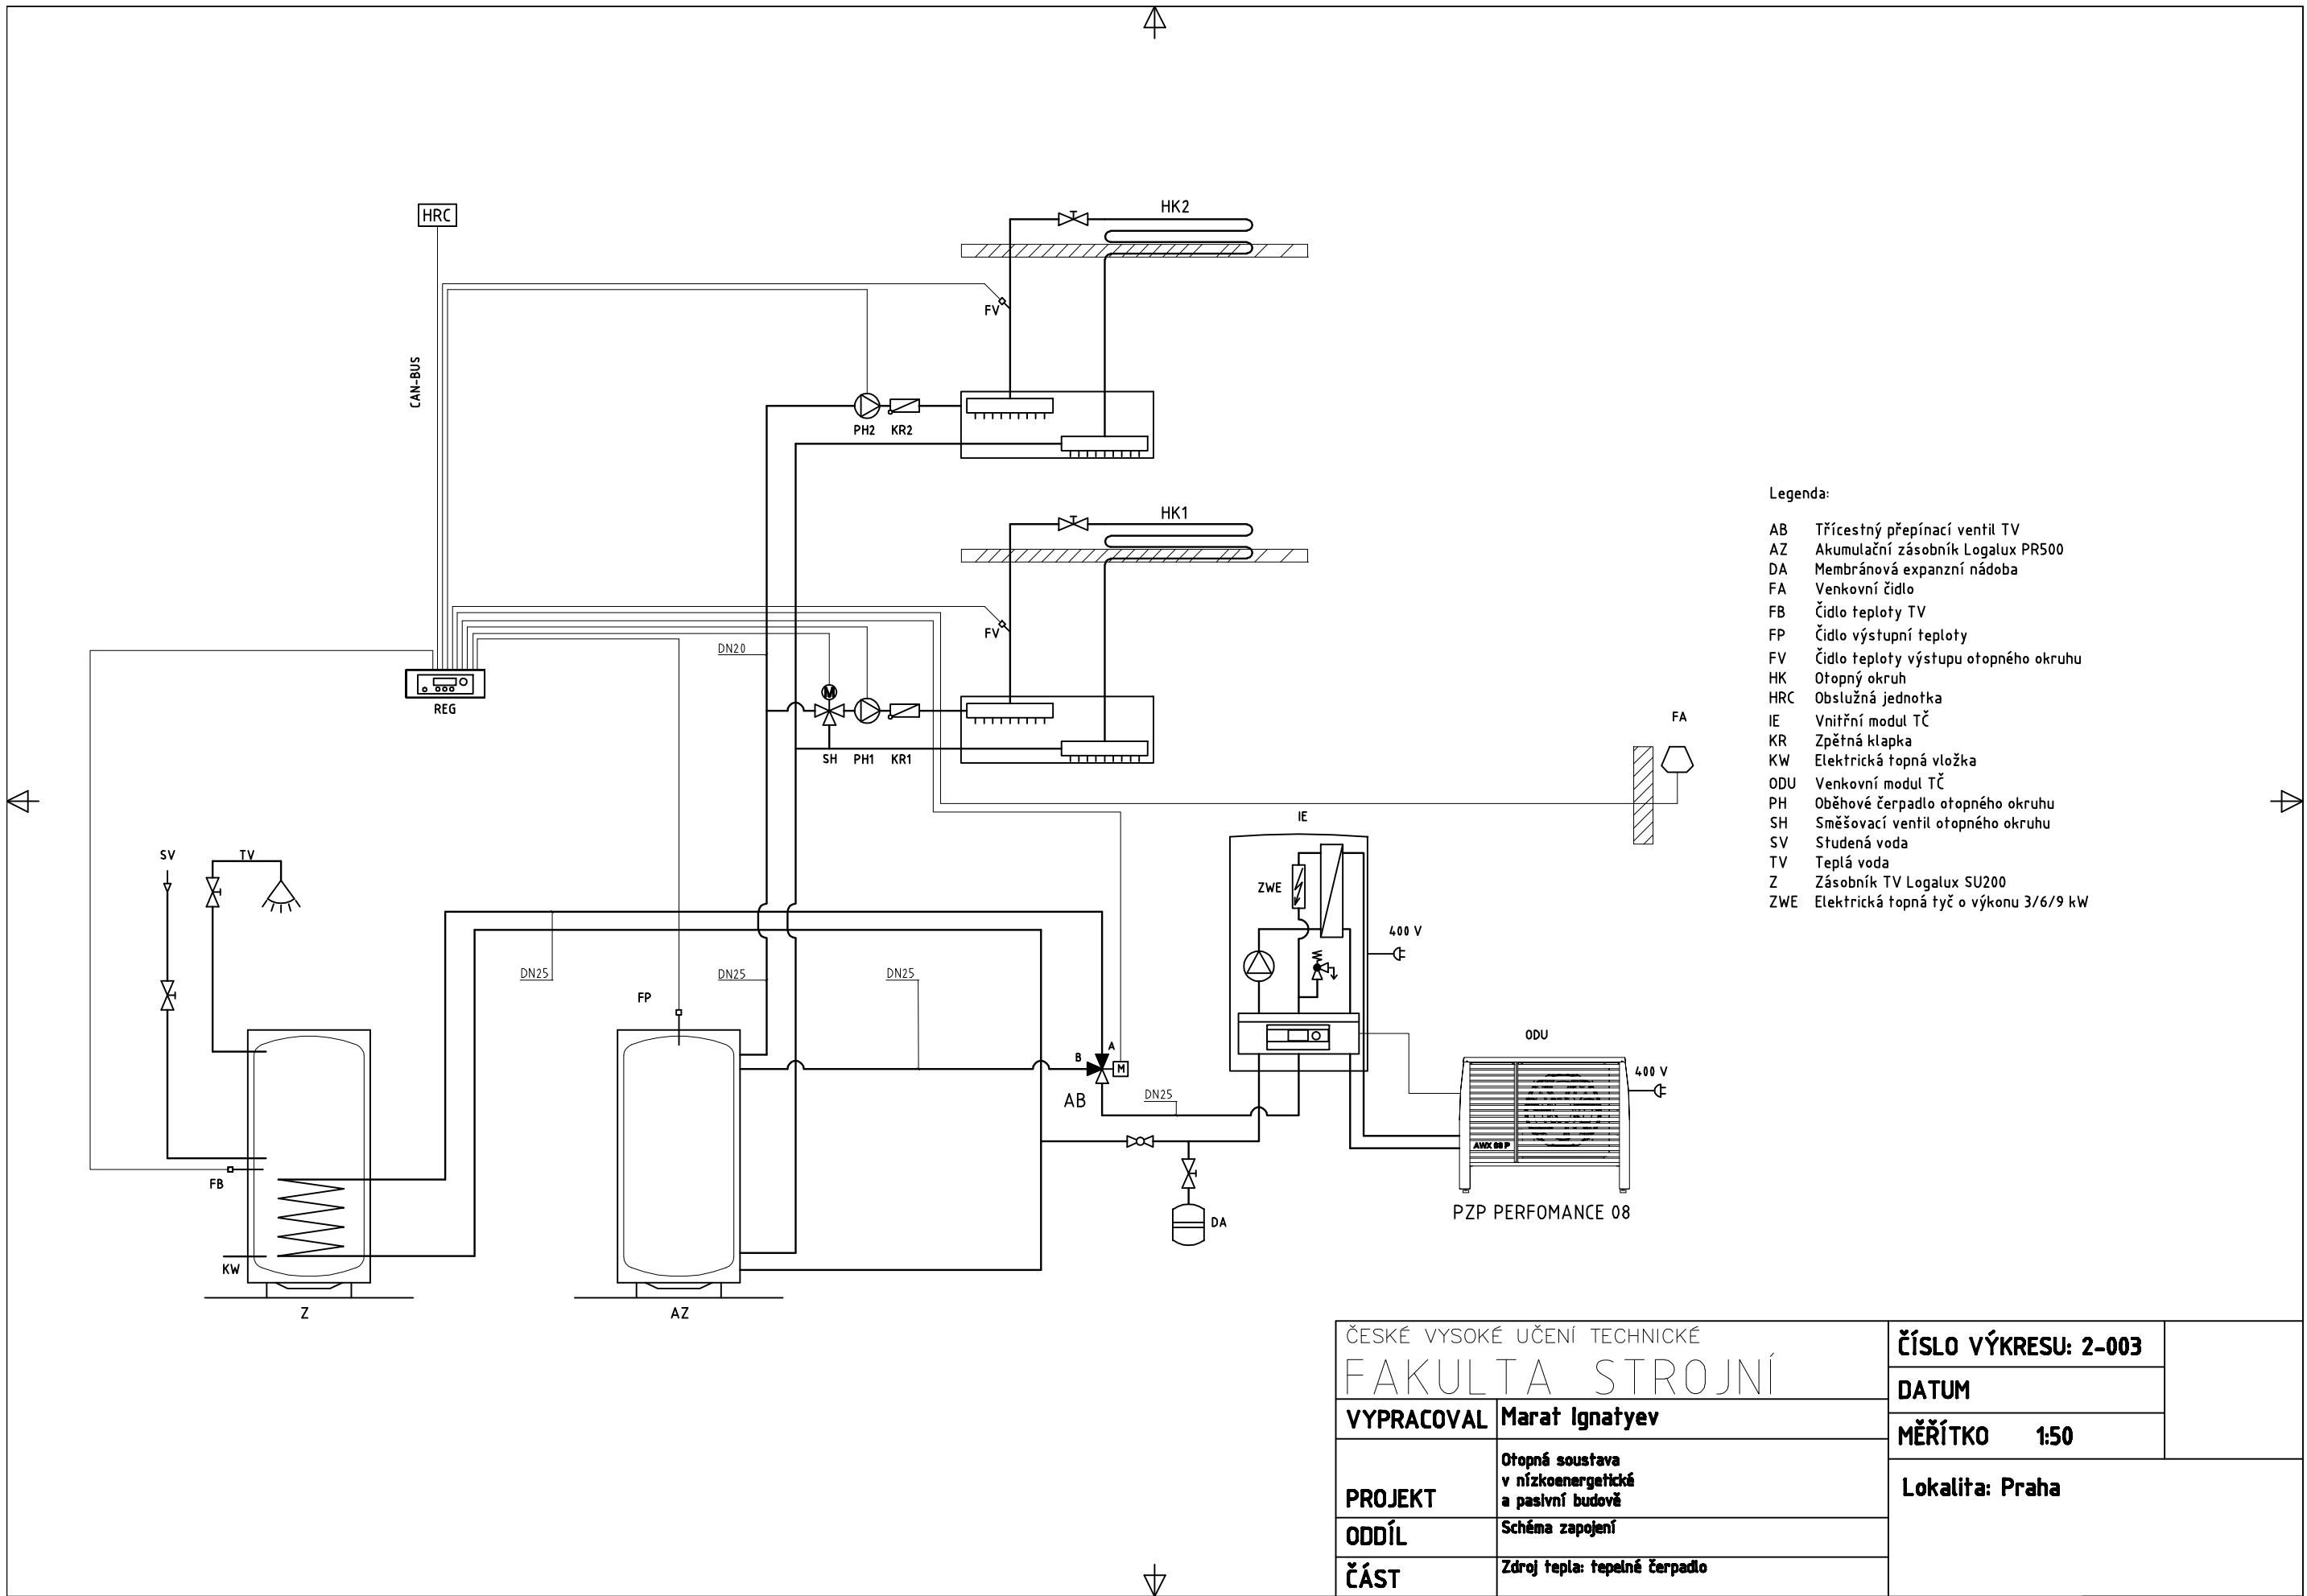 HRC
HK2
FV
CAN-BUS
PH2
KR2
HK1
FV
DN20
REG
M
SH
PH1
KR1
Legenda:
AB Třícestný přepínací ventil TV
AZ Akumulační zásobník Logalux PR500
DA Membránová expanzní nádoba
FA Venkovní čidlo
FB Čidlo teploty TV
FP Čidlo výstupní teploty
FV Čidlo teploty výstupu otopného okruhu
HK Otopný okruh
HRC Obslužná jednotka
IE Vnitřní modul TČ
KR Zpětná klapka
KW Elektrická topná vložka
ODU Venkovní modul TČ
PH Oběhové čerpadlo otopného okruhu
SH Směšovací ventil otopného okruhu
SV Studená voda
TV Teplá voda
Z Zásobník TV Logalux SU200
ZWE Elektrická topná tyč o výkonu 3/6/9 kW
FA
IE
SV
TV
ZWE
400 V
DN25
DN25
DN25
FP
ODU
A
B
M
400 V
AB
DN25
AWX 08 P
FB
DA
PZP PERFOMANCE 08
KW
Z
AZ
ČESKÉ VYSOKÉ UČENÍ TECHNICKÉ
FAKULTA STROJNÍ
VYPRACOVAL Marat Ignatyev
PROJEKT
Otopná soustava
v nízkoenergetické
a pasivní budově
ODDÍL Schéma zapojení
ČÁST Zdroj tepla: tepelné čerpadlo
ČÍSLO VÝKRESU: 2-003
DATUM
MĚŘÍTKO 1:50
Lokalita: Praha